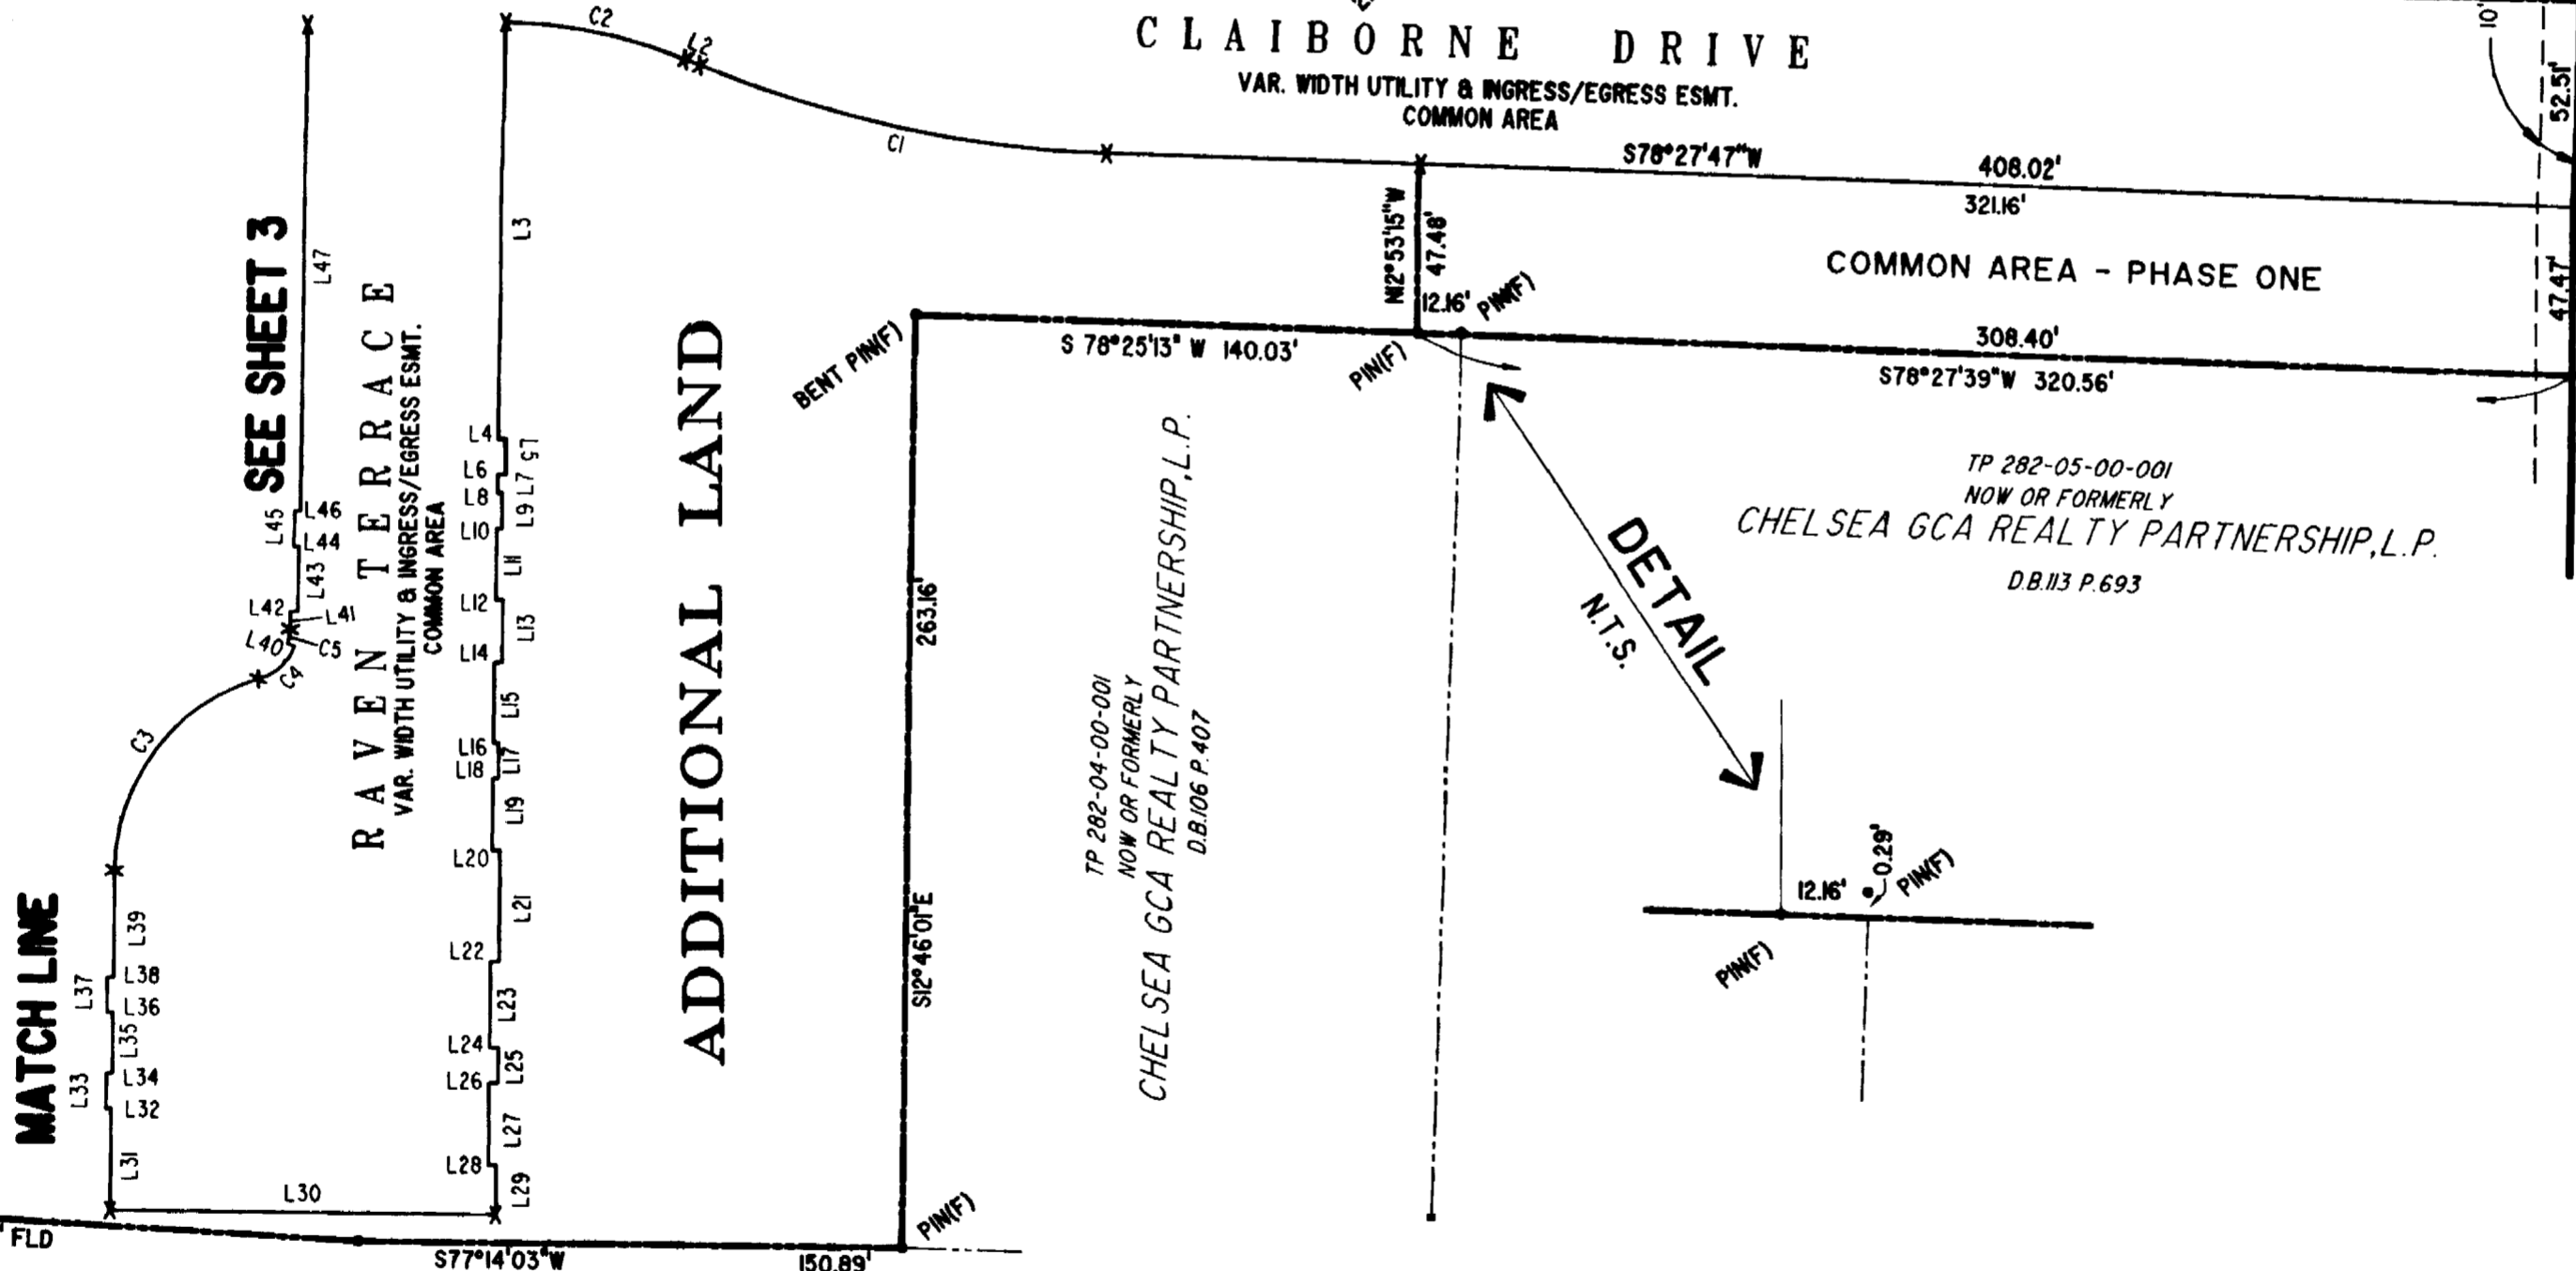 C2
L2
C1
CLAIBORNE DRIVE
VAR. WIDTH UTILITY & INGRESS/EGRESS ESMT.
COMMON AREA
S78°27'47"W
408.02'
321.16'
10'
52.51'
47.47'
COMMON AREA - PHASE ONE
N12°53'15"W
47.48'
12.16'
PIN(F)
PIN(F)
308.40'
S78°27'39"W 320.56'
S 78°25'13" W 140.03'
BENT PIN(F)
SEE SHEET 3
MATCH LINE
L47
L3
RAVEN TERRACE
VAR. WIDTH UTILITY & INGRESS/EGRESS ESMT.
COMMON AREA
L4
L5
L6
L7
L8
L9
L10
L11
L12
L13
L14
L15
L16
L17
L18
L19
L20
L21
L22
L23
L24
L25
L26
L27
L28
L29
L30
L31
L32
L33
L34
L35
L36
L37
L38
L39
C3
C4
C5
L40
L41
L42
L43
L44
L45
L46
ADDITIONAL LAND
263.16'
S12°46'01"E
TP 282-04-00-001
NOW OR FORMERLY
CHELSEA GCA REALTY PARTNERSHIP,L.P.
D.B.106 P.407
TP 282-05-00-001
NOW OR FORMERLY
CHELSEA GCA REALTY PARTNERSHIP,L.P.
D.B.113 P.693
DETAIL
N.T.S.
12.16'
0.29'
PIN(F)
PIN(F)
PIN(F)
FLD
S77°14'03"W
150.89'